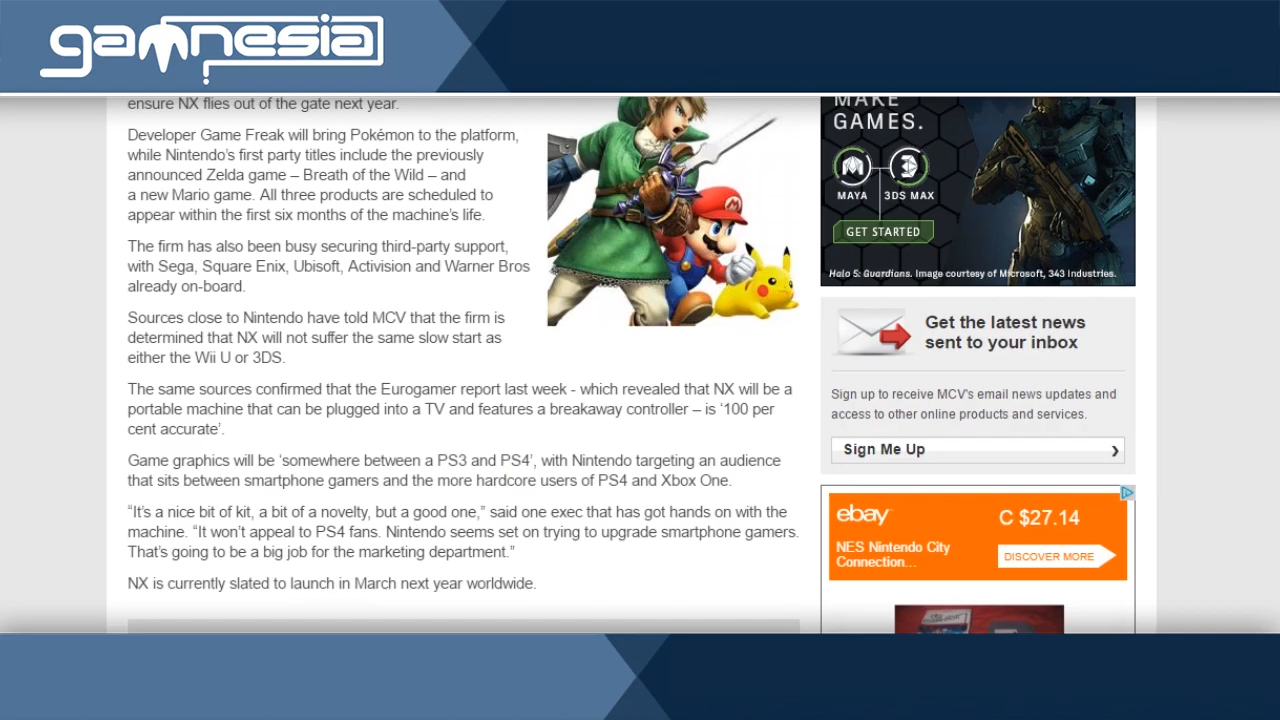 gamnesia
ensure NX flies out of the gate next year.
Developer Game Freak will bring Pokémon to the platform,
while Nintendo's first party titles include the previously
announced Zelda game – Breath of the Wild – and
a new Mario game. All three products are scheduled to
appear within the first six months of the machine's life.
The firm has also been busy securing third-party support,
with Sega, Square Enix, Ubisoft, Activision and Warner Bros
already on-board.
Sources close to Nintendo have told MCV that the firm is
determined that NX will not suffer the same slow start as
either the Wii U or 3DS.
The same sources confirmed that the Eurogamer report last week - which revealed that NX will be a
portable machine that can be plugged into a TV and features a breakaway controller – is '100 per
cent accurate'.
Game graphics will be 'somewhere between a PS3 and PS4', with Nintendo targeting an audience
that sits between smartphone gamers and the more hardcore users of PS4 and Xbox One.
"It's a nice bit of kit, a bit of a novelty, but a good one," said one exec that has got hands on with the
machine. "It won't appeal to PS4 fans. Nintendo seems set on trying to upgrade smartphone gamers.
That's going to be a big job for the marketing department."
NX is currently slated to launch in March next year worldwide.
MAKE
GAMES.
MAYA 3DS MAX
GET STARTED
Halo 5: Guardians. Image courtesy of Microsoft, 343 Industries.
Get the latest news
sent to your inbox
Sign up to receive MCV's email news updates and
access to other online products and services.
Sign Me Up
ebay C $27.14
NES Nintendo City
Connection...
DISCOVER MORE